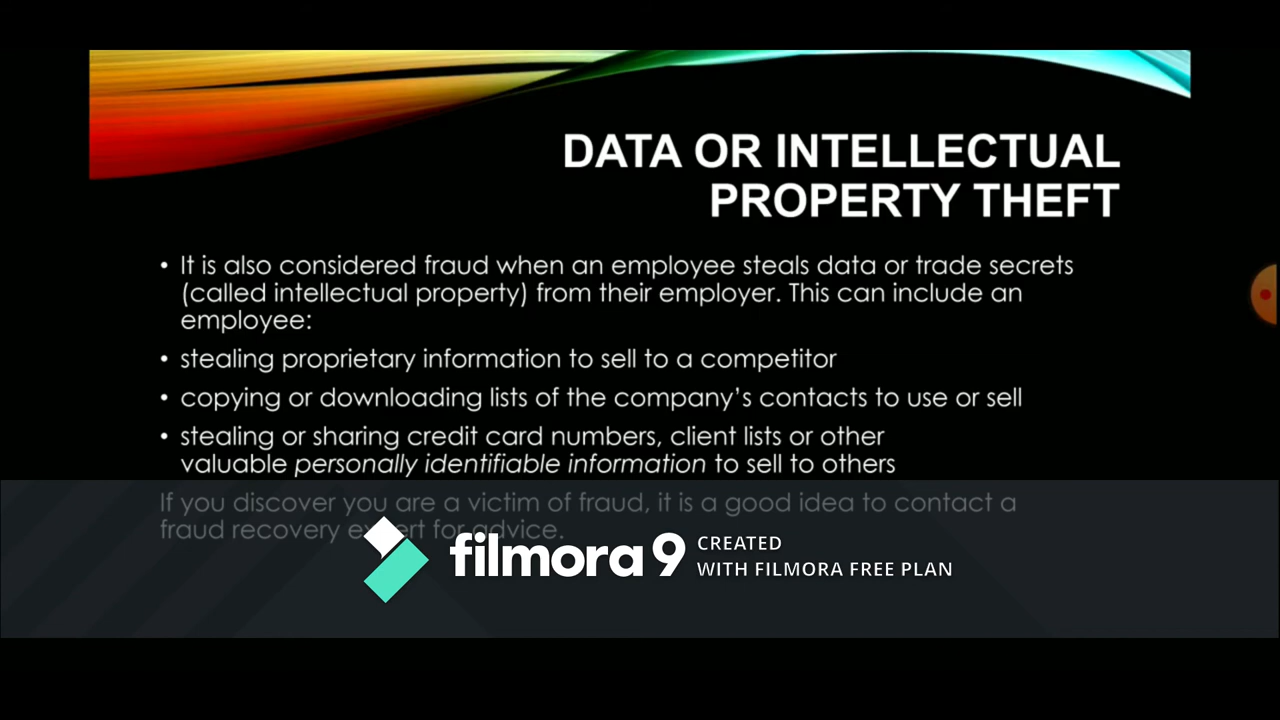 DATA OR INTELLECTUAL
PROPERTY THEFT
• It is also considered fraud when an employee steals data or trade secrets
(called intellectual property) from their employer. This can include an
employee:
• stealing proprietary information to sell to a competitor
• copying or downloading lists of the company’s contacts to use or sell
• stealing or sharing credit card numbers, client lists or other
valuable personally identifiable information to sell to others
If you discover you are a victim of fraud, it is a good idea to contact a
fraud recovery expert for advice.
filmora9 CREATED
WITH FILMORA FREE PLAN